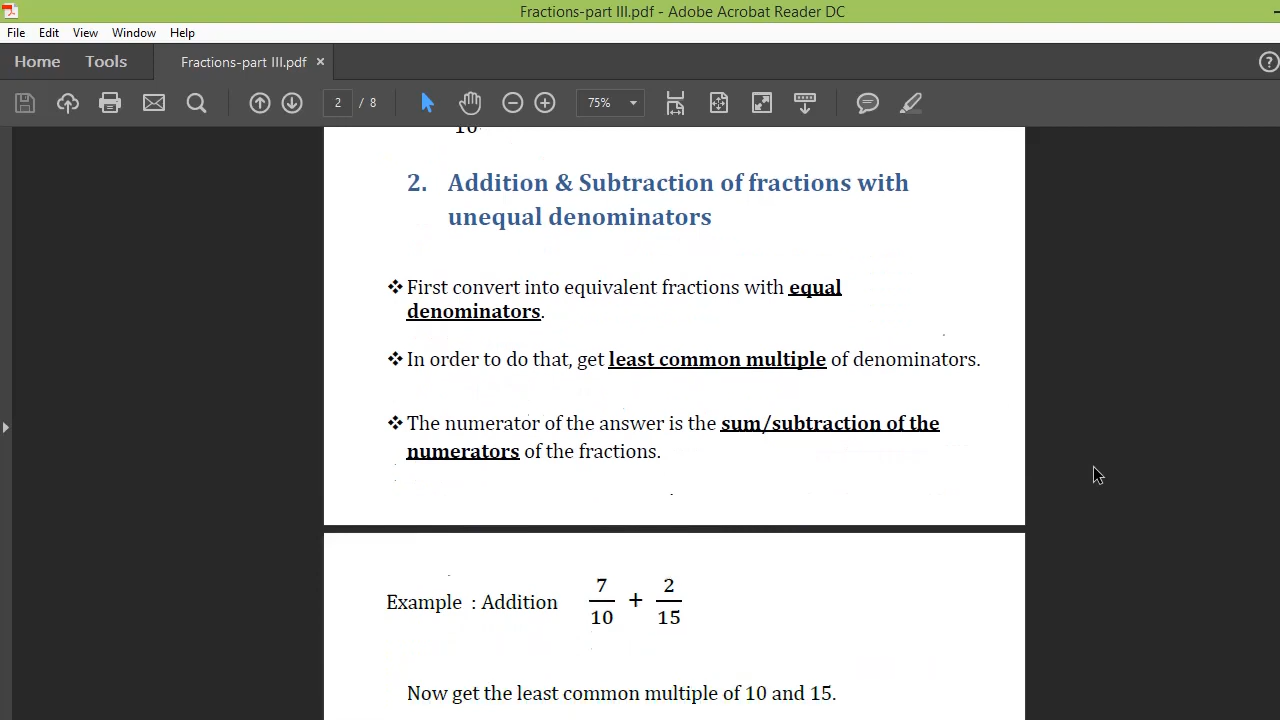 Fractions-part III.pdf - Adobe Acrobat Reader DC
File Edit View Window Help
Home Tools Fractions-part III.pdf ×
2 / 8 75%
10
2. Addition & Subtraction of fractions with
unequal denominators
❖ First convert into equivalent fractions with equal
denominators.
❖ In order to do that, get least common multiple of denominators.
❖ The numerator of the answer is the sum/subtraction of the
numerators of the fractions.
Example : Addition 7/10 + 2/15
Now get the least common multiple of 10 and 15.